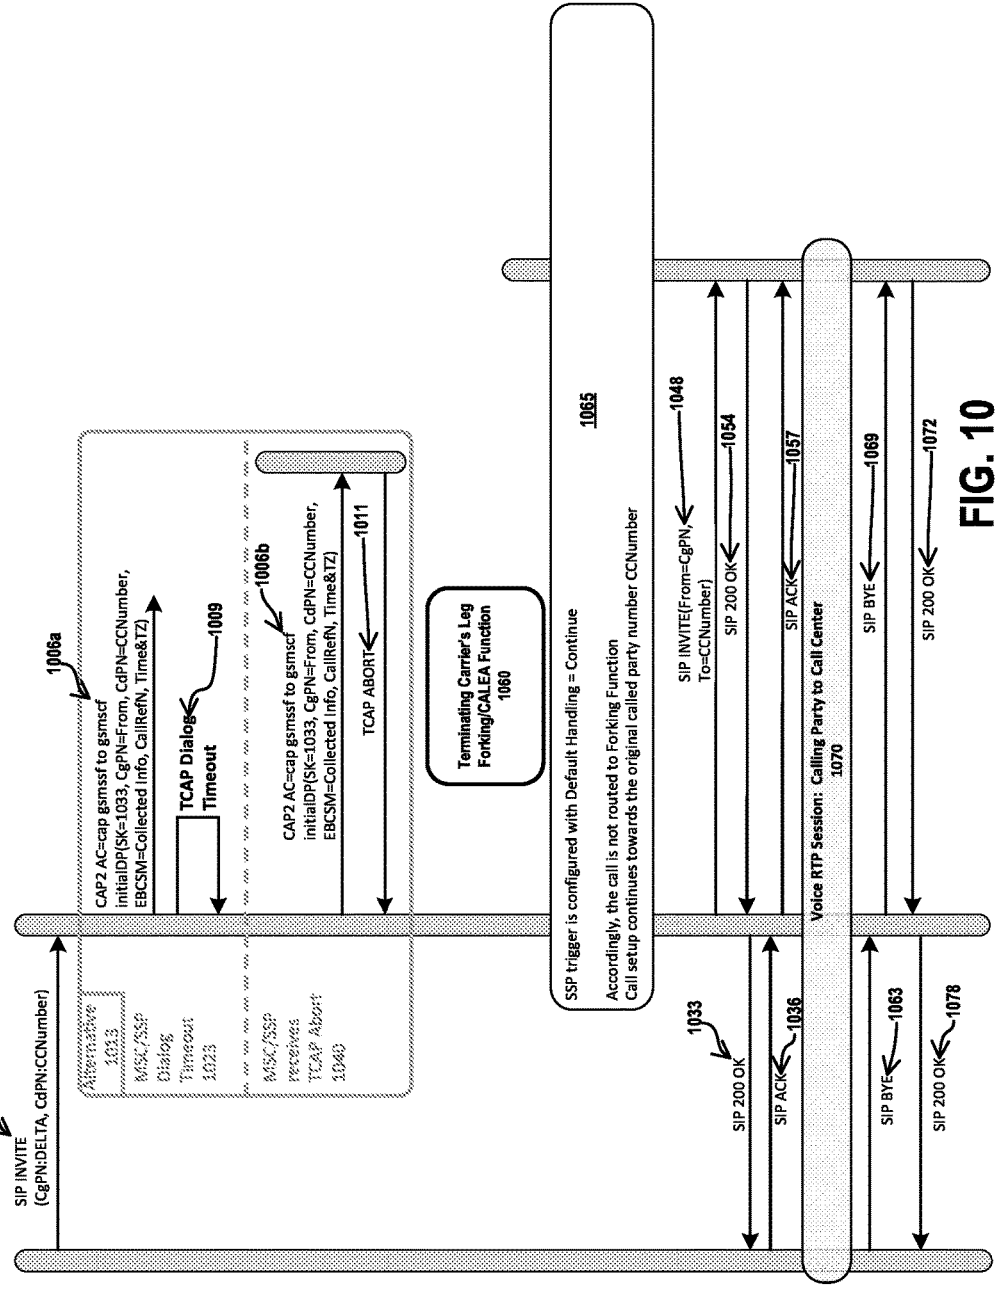 SIP INVITE
(CgPN:DELTA, CdPN:CCNumber)
Alternative
1013
MSC/SSP
Dialog
Timeout
1023
1006a
CAP2 AC=cap gsmssf to gsmscf
initialDP(SK=1033, CgPN=From, CdPN=CCNumber,
EBCSM=Collected Info, CallRefN, Time&TZ)
TCAP Dialog
Timeout
1009
MSC/SSP
receives
TCAP Abort
1040
1006b
CAP2 AC=cap gsmssf to gsmscf
initialDP(SK=1033, CgPN=From, CdPN=CCNumber,
EBCSM=Collected Info, CallRefN, Time&TZ)
TCAP ABORT
1011
Terminating Carrier's Leg
Forking/CALEA Function
1060
SSP trigger is configured with Default Handling = Continue
1065
Accordingly, the call is not routed to Forking Function
Call setup continues towards the original called party number CCNumber
SIP INVITE(From=CgPN,
To=CCNumber)
1048
SIP 200 OK
1054
SIP 200 OK
1033
SIP ACK
1036
SIP ACK
1057
Voice RTP Session: Calling Party to Call Center
1070
SIP BYE
1063
SIP BYE
1069
SIP 200 OK
1072
SIP 200 OK
1078
FIG. 10